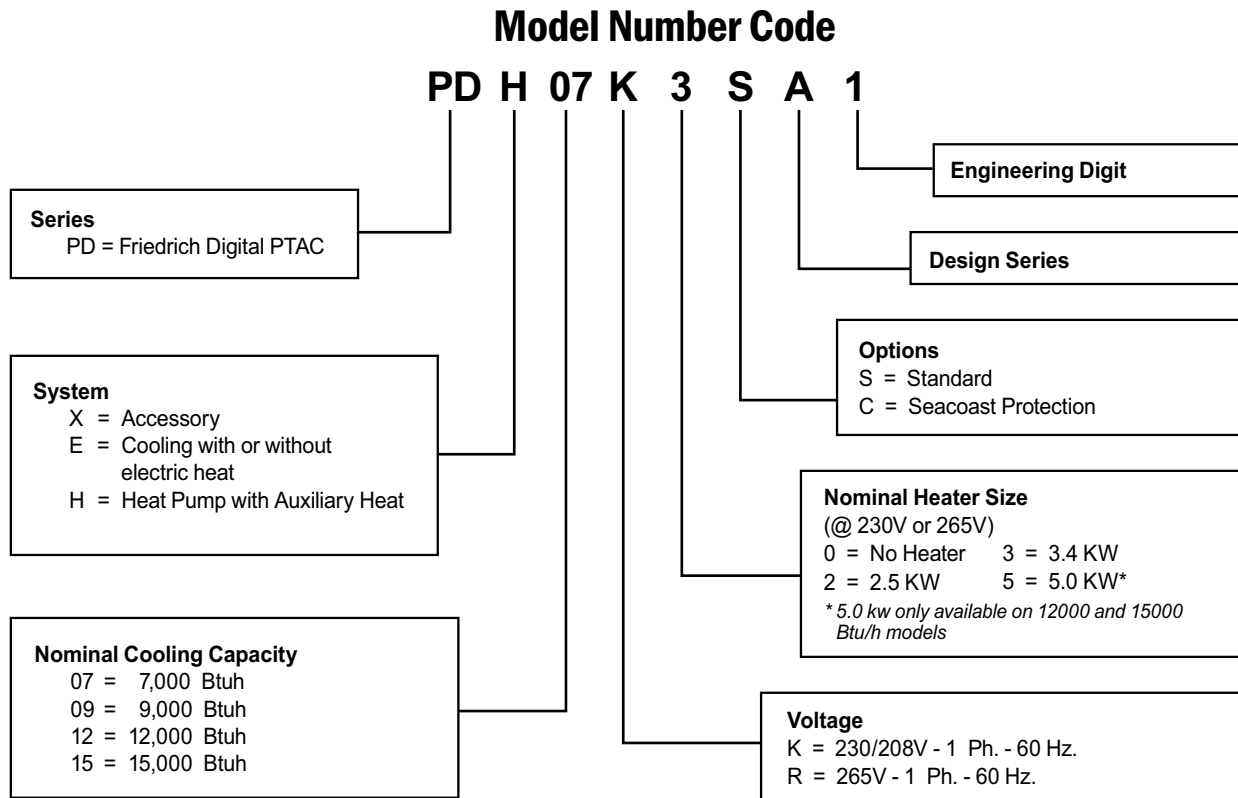 Model Number Code
PD H 07 K 3 S A 1
Engineering Digit
Series
PD = Friedrich Digital PTAC
Design Series
Options
S = Standard
C = Seacoast Protection
System
X = Accessory
E = Cooling with or without
electric heat
H = Heat Pump with Auxiliary Heat
Nominal Heater Size
(@ 230V or 265V)
0 = No Heater 3 = 3.4 KW
2 = 2.5 KW 5 = 5.0 KW*
* 5.0 kw only available on 12000 and 15000
Btu/h models
Nominal Cooling Capacity
07 = 7,000 Btuh
09 = 9,000 Btuh
12 = 12,000 Btuh
15 = 15,000 Btuh
Voltage
K = 230/208V - 1 Ph. - 60 Hz.
R = 265V - 1 Ph. - 60 Hz.